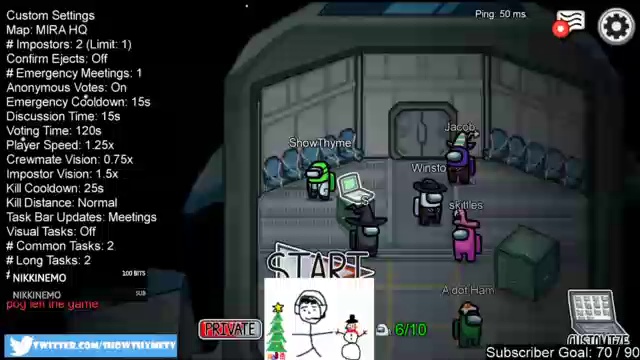 Custom Settings
Map: MIRA HQ
# Impostors: 2 (Limit: 1)
Confirm Ejects: Off
# Emergency Meetings: 1
Anonymous Votes: On
Emergency Cooldown: 15s
Discussion Time: 15s
Voting Time: 120s
Player Speed: 1.25x
Crewmate Vision: 0.75x
Impostor Vision: 1.5x
Kill Cooldown: 25s
Kill Distance: Normal
Task Bar Updates: Meetings
Visual Tasks: Off
# Common Tasks: 2
# Long Tasks: 2
NIKKINEMO 100 BITS
NIKKINEMO SUB
pog left the game
TWITTER.COM/SHOWTHYMETV
Ping: 50 ms
ShowThyme
Jacob
Winsto
skittles
START
A dot Ham
PRIVATE
6/10
CUSTOMIZE
Subscriber Goal: 70 / 90